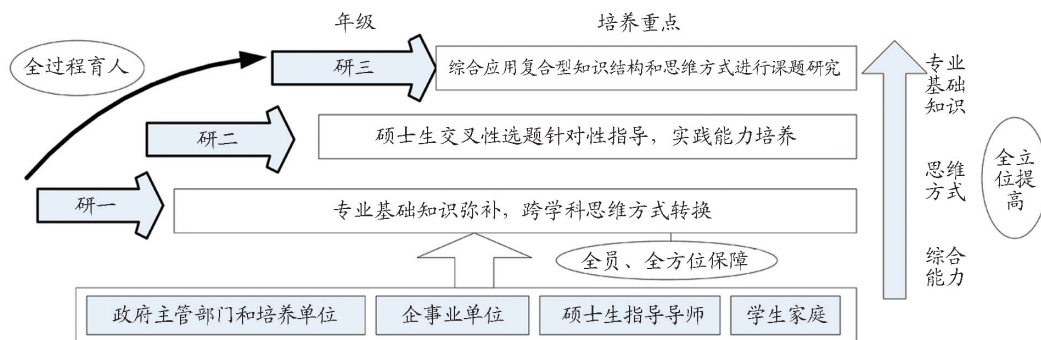 年级
培养重点
全过程育人
研三
综合应用复合型知识结构和思维方式进行课题研究
研二
硕士生交叉性选题针对性指导，实践能力培养
研一
专业基础知识弥补，跨学科思维方式转换
全员、全方位保障
政府主管部门和培养单位
企事业单位
硕士生指导导师
学生家庭
专业
基础
知识
思维
方式
综合
能力
全立
位提
高